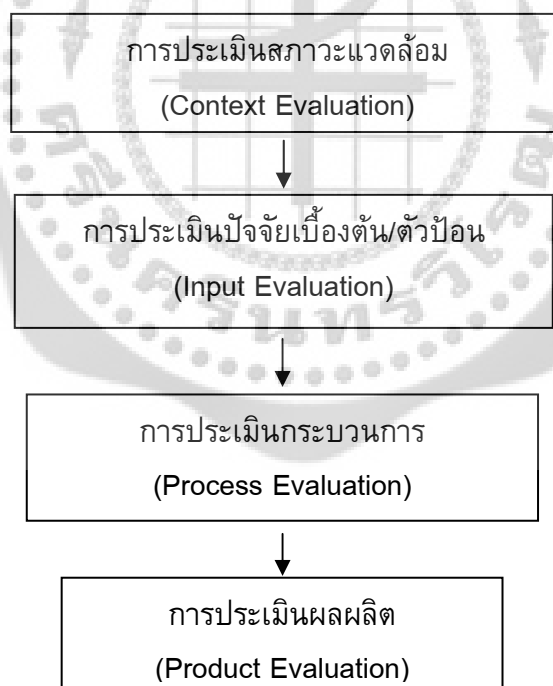 การประเมินสภาวะแวดล้อม
(Context Evaluation)
การประเมินปัจจัยเบื้องต้น/ตัวป้อน
(Input Evaluation)
การประเมินกระบวนการ
(Process Evaluation)
การประเมินผลผลิต
(Product Evaluation)